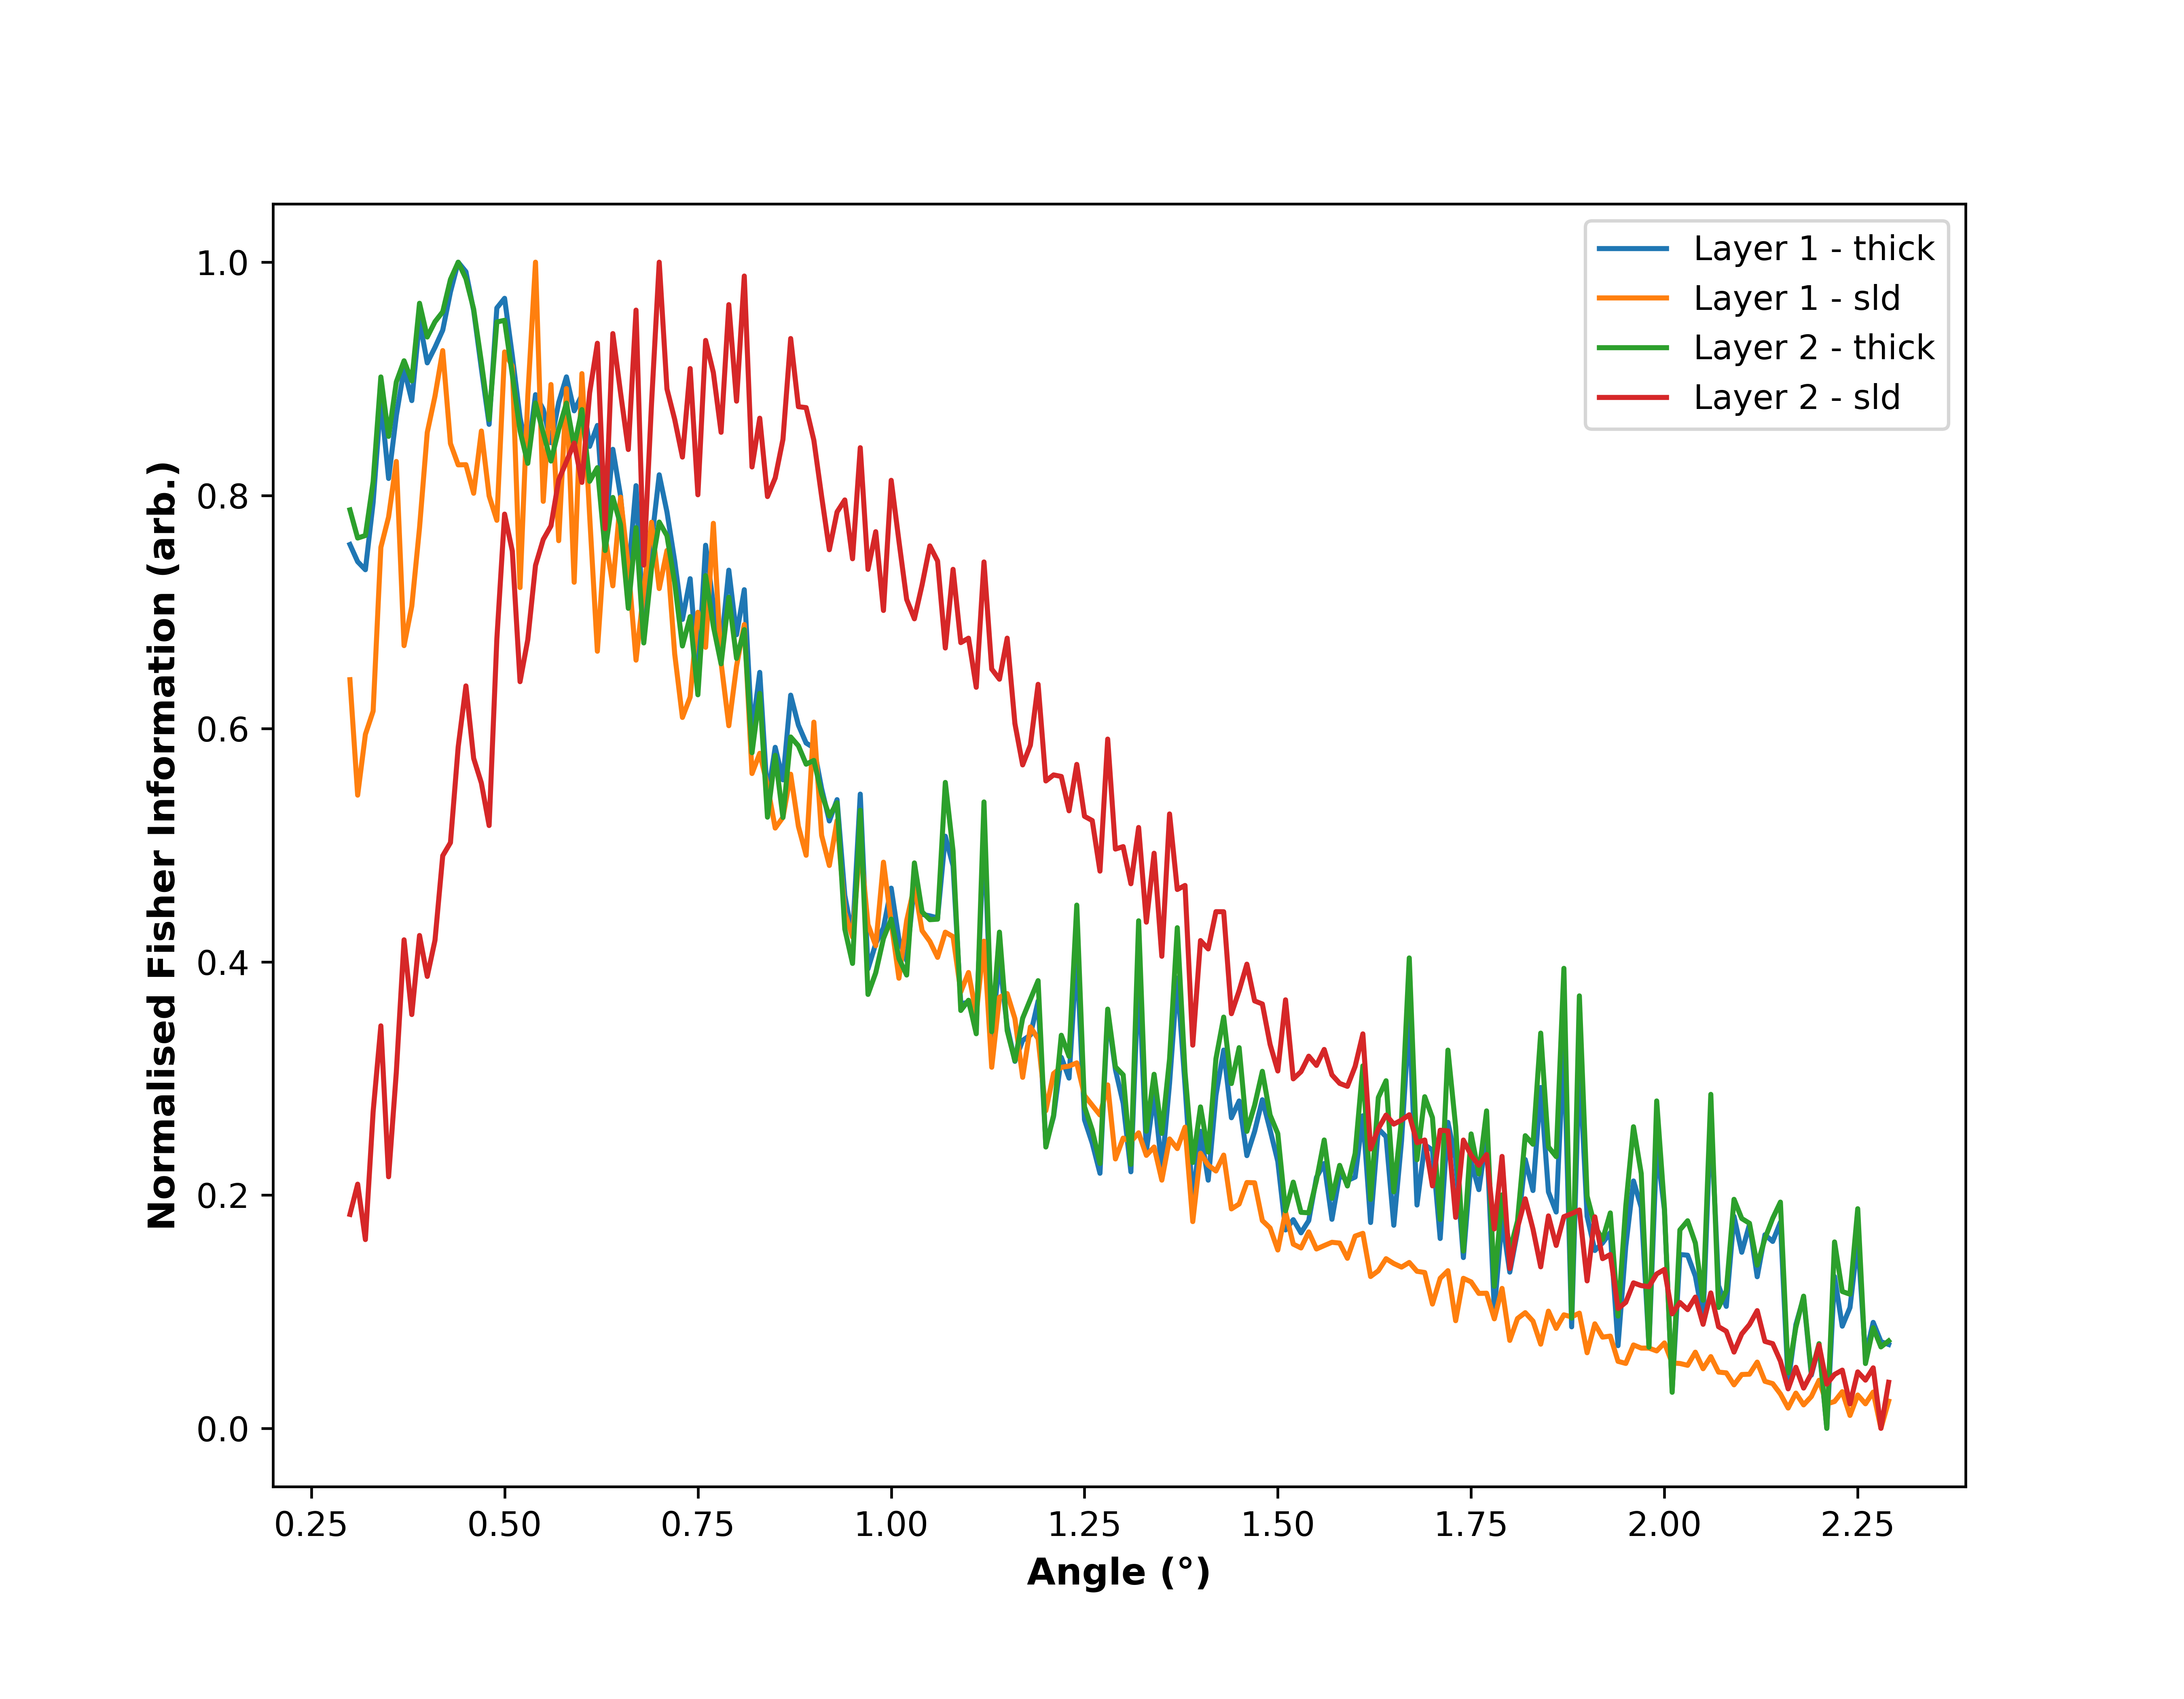 Layer 1 - thick
Layer 1 - sld
Layer 2 - thick
Layer 2 - sld
Normalised Fisher Information (arb.)
1.0
0.8
0.6
0.4
0.2
0.0
0.25 0.50 0.75 1.00 1.25 1.50 1.75 2.00 2.25
Angle (°)